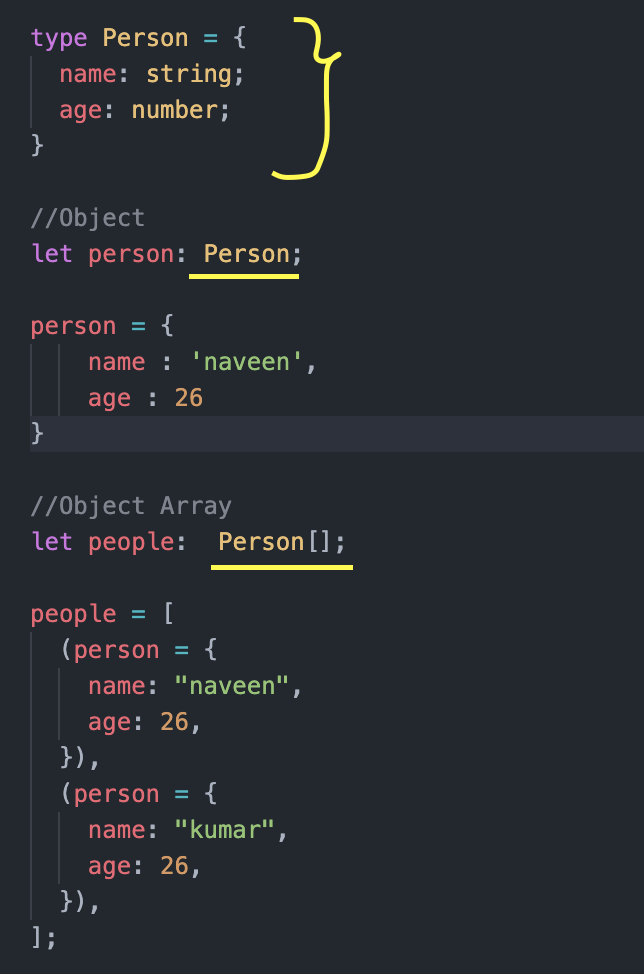 type Person = {
  name: string;
  age: number;
}
//Object
let person: Person;
person = {
    name : 'naveen',
    age : 26
}
//Object Array
let people:  Person[];
people = [
  (person = {
    name: "naveen",
    age: 26,
  }),
  (person = {
    name: "kumar",
    age: 26,
  }),
];